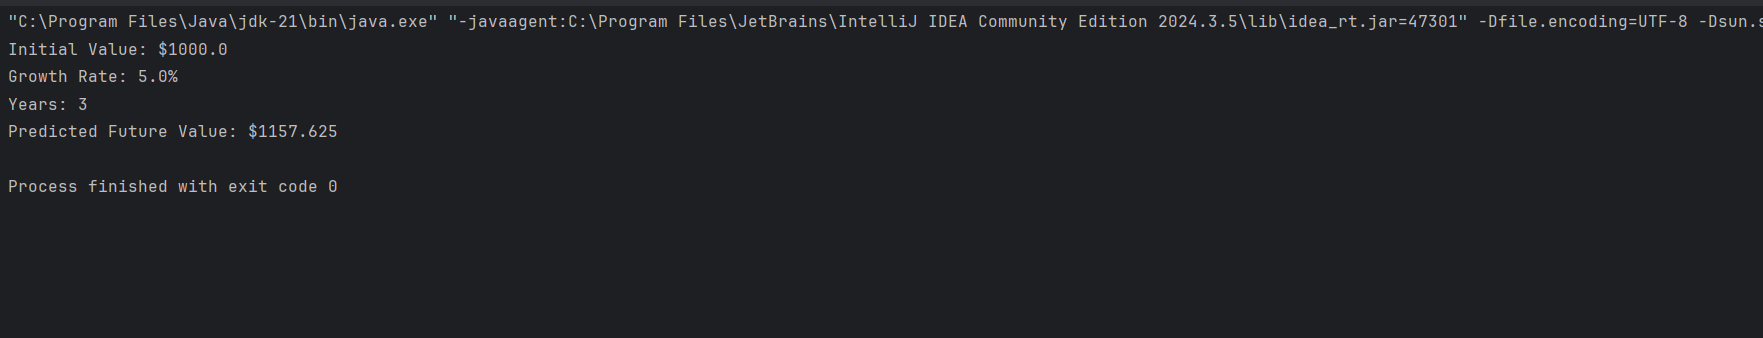 "C:\Program Files\Java\jdk-21\bin\java.exe" "-javaagent:C:\Program Files\JetBrains\IntelliJ IDEA Community Edition 2024.3.5\lib\idea_rt.jar=47301" -Dfile.encoding=UTF-8 -Dsun.s
Initial Value: $1000.0
Growth Rate: 5.0%
Years: 3
Predicted Future Value: $1157.625
Process finished with exit code 0